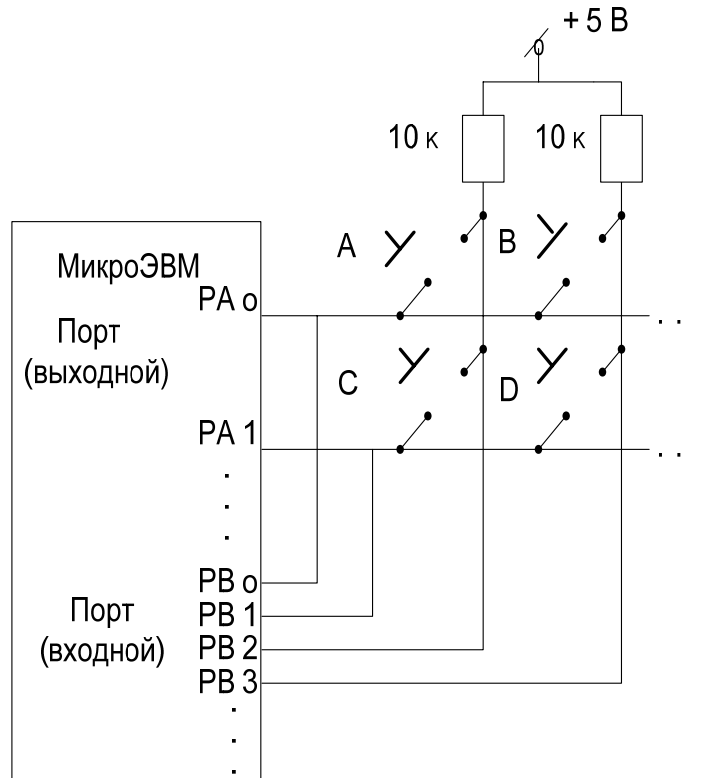 + 5 В
10 к
10 к
А
В
МикроЭВМ
PA o
Порт
(выходной)
С
D
PA 1
.
.
.
PB o
Порт
PB 1
(входной)
PB 2
PB 3
.
.
.